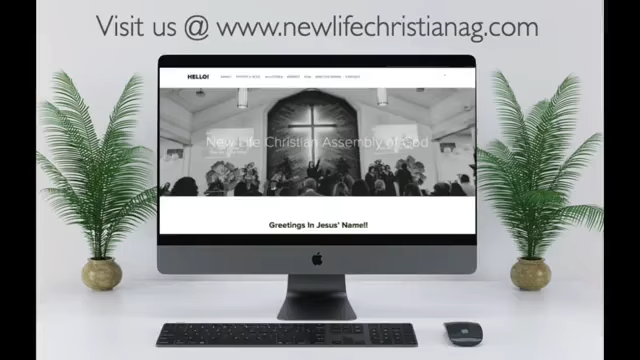 Visit us @ www.newlifechristianag.com
HELLO!
New Life Christian Assembly of God
Greetings In Jesus' Name!!